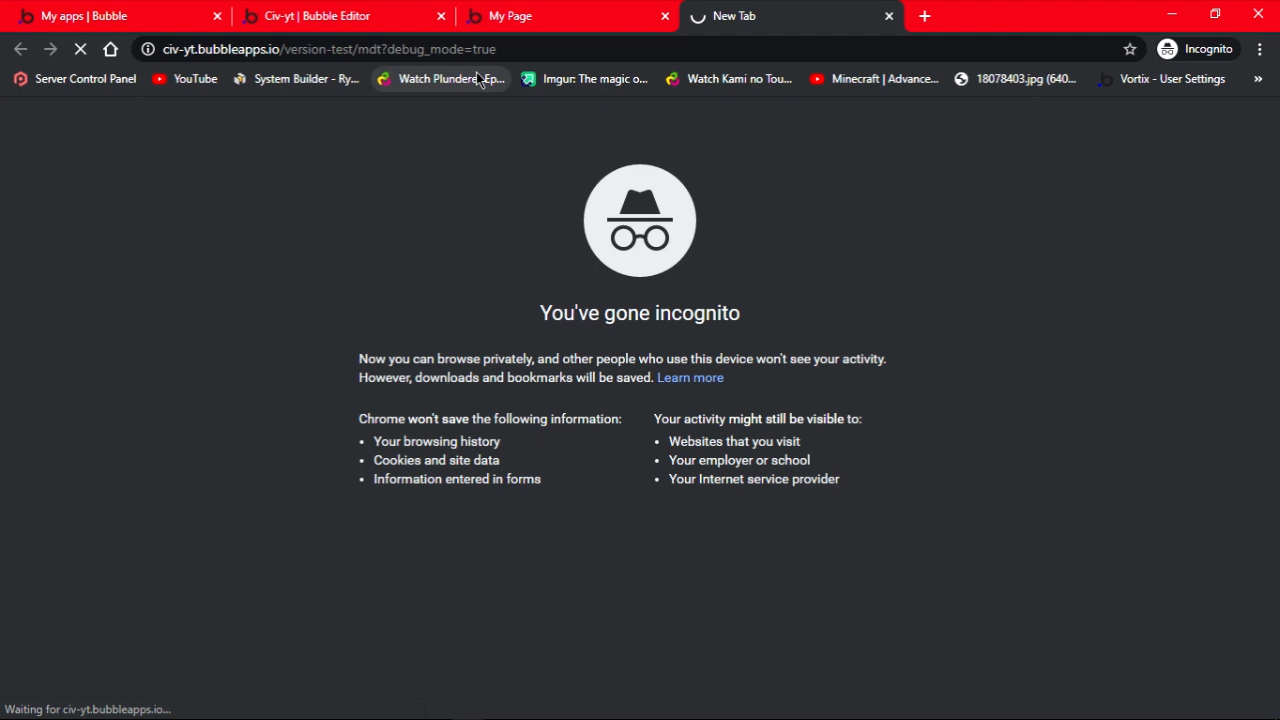 My apps | Bubble
Civ-yt | Bubble Editor
My Page
New Tab
civ-yt.bubbleapps.io/version-test/mdt?debug_mode=true
Incognito
Server Control Panel
YouTube
System Builder - Ry...
Watch Plundere Ep...
Imgur: The magic o...
Watch Kami no Tou...
Minecraft | Advance...
18078403.jpg (640...
Vortix - User Settings
»
You've gone incognito
Now you can browse privately, and other people who use this device won't see your activity.
However, downloads and bookmarks will be saved. Learn more
Chrome won't save the following information:
• Your browsing history
• Cookies and site data
• Information entered in forms
Your activity might still be visible to:
• Websites that you visit
• Your employer or school
• Your Internet service provider
Waiting for civ-yt.bubbleapps.io...